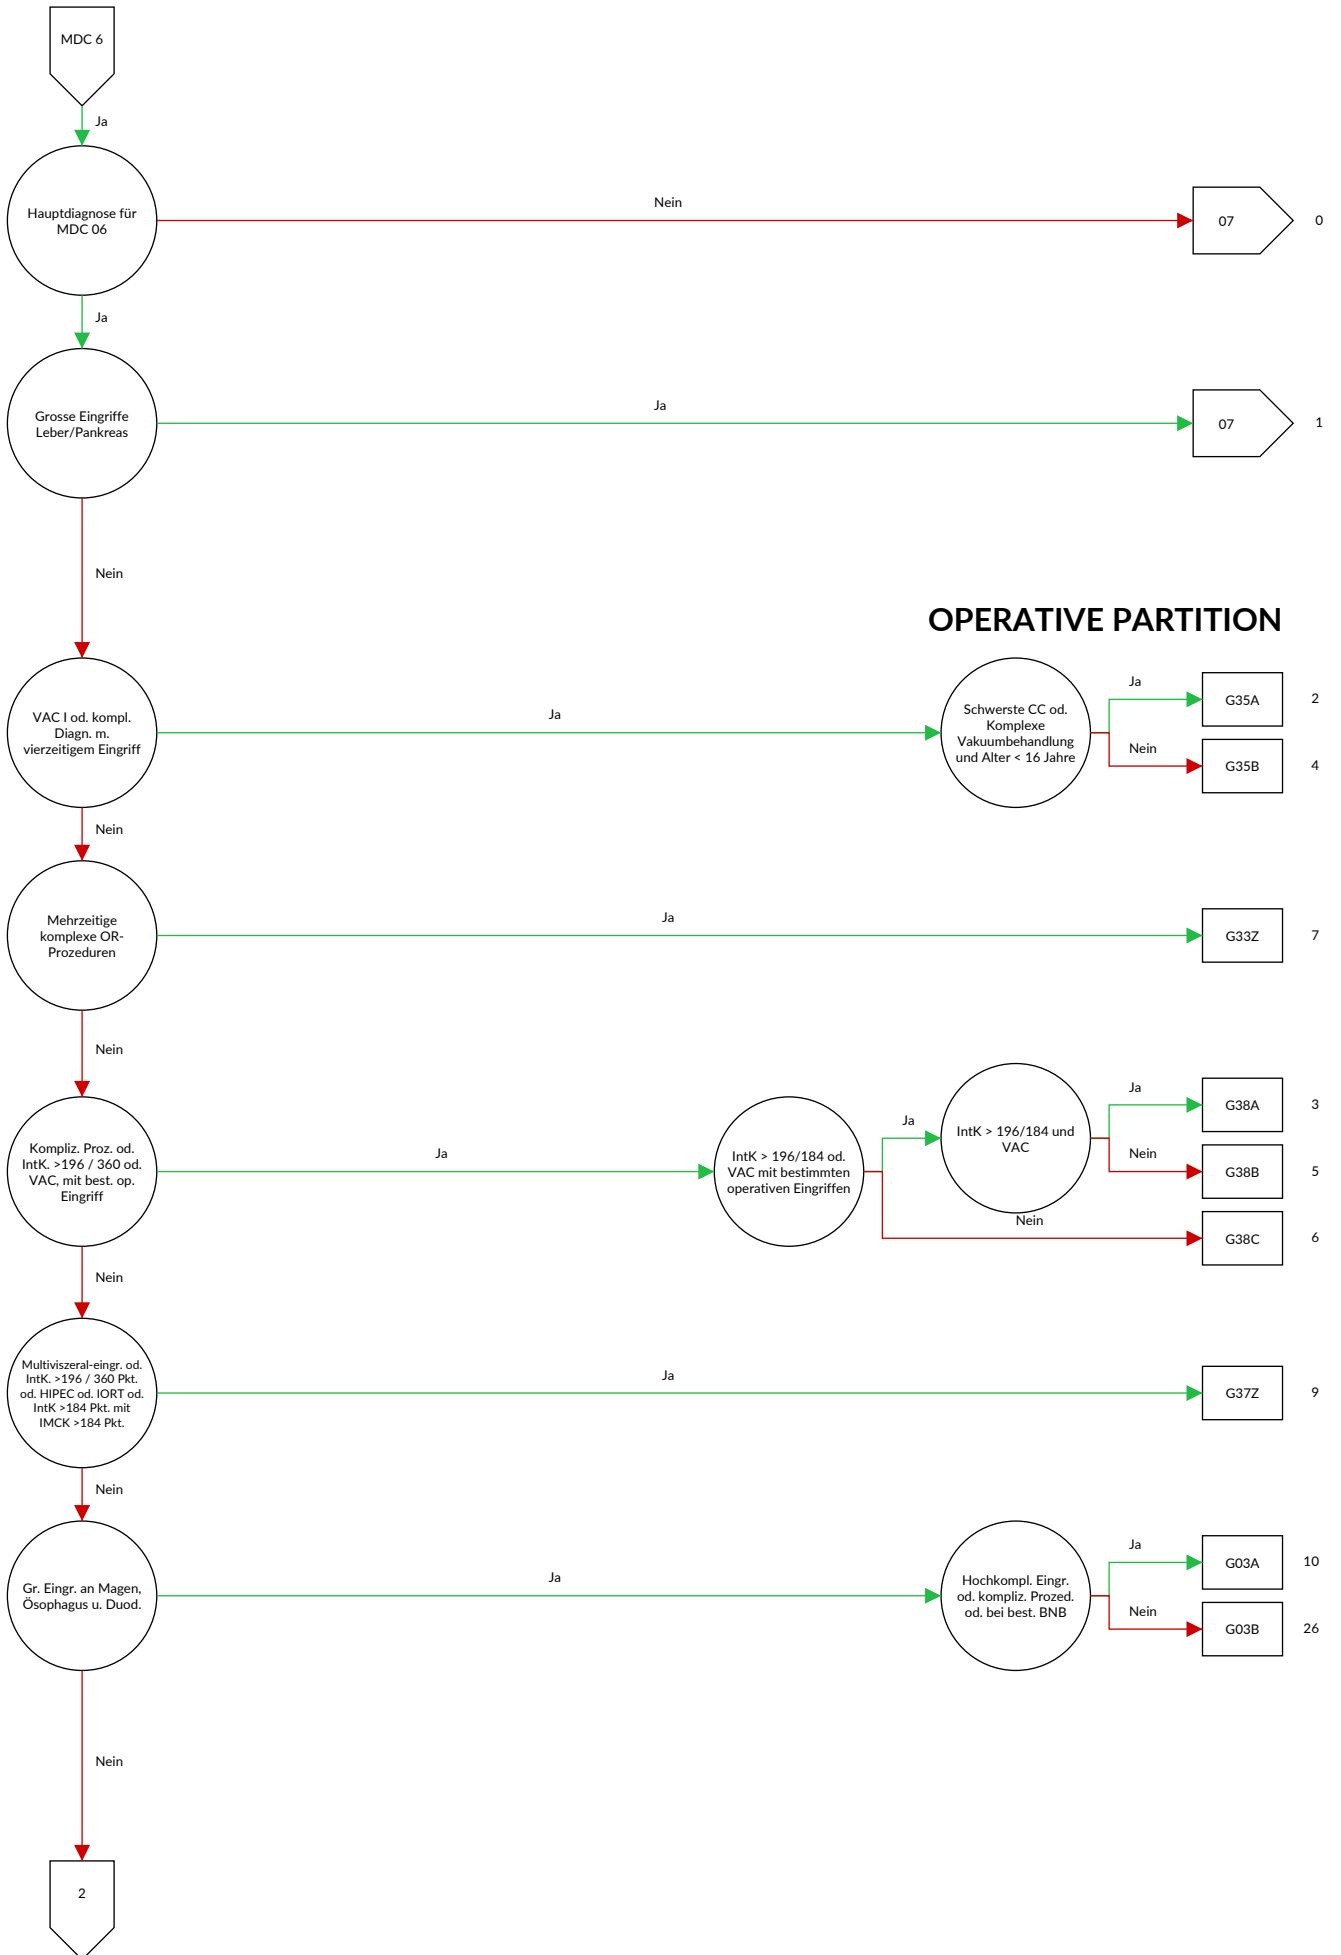 MDC 6
Ja
Hauptdiagnose für
MDC 06
Nein
07
0
Ja
Grosse Eingriffe
Leber/Pankreas
Ja
07
1
Nein
OPERATIVE PARTITION
VAC I od. kompl.
Diagn. m.
vierzeitigem Eingriff
Ja
Schwerste CC od.
Komplexe
Vakuumbehandlung
und Alter < 16 Jahre
Ja
G35A
2
Nein
G35B
4
Nein
Mehrzeitige
komplexe OR-
Prozeduren
Ja
G33Z
7
Nein
Kompliz. Proz. od.
IntK. >196 / 360 od.
VAC, mit best. op.
Eingriff
Ja
IntK > 196/184 od.
VAC mit bestimmten
operativen Eingriffen
Ja
IntK > 196/184 und
VAC
Ja
G38A
3
Nein
G38B
5
Nein
G38C
6
Nein
Multiviszeral-eingr. od.
IntK. >196 / 360 Pkt.
od. HIPEC od. IORT od.
IntK >184 Pkt. mit
IMCK >184 Pkt.
Ja
G37Z
9
Nein
Gr. Eingr. an Magen,
Ösophagus u. Duod.
Ja
Hochkompl. Eingr.
od. kompliz. Prozed.
od. bei best. BNB
Ja
G03A
10
Nein
G03B
26
Nein
2